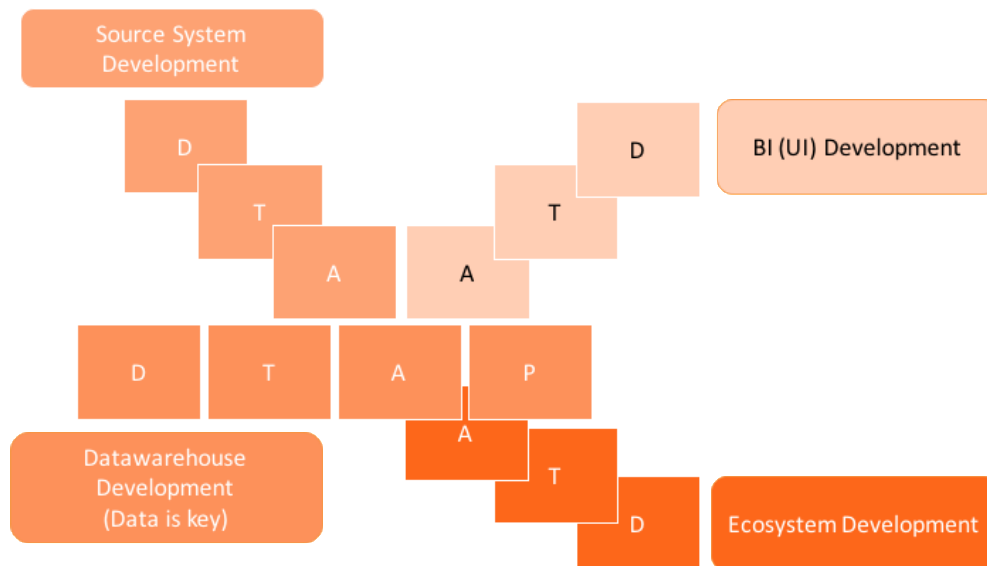 Source System
Development
D
T
A
D
T
A
BI (UI) Development
D
T
A
P
A
T
D
Datawarehouse
Development
(Data is key)
Ecosystem Development